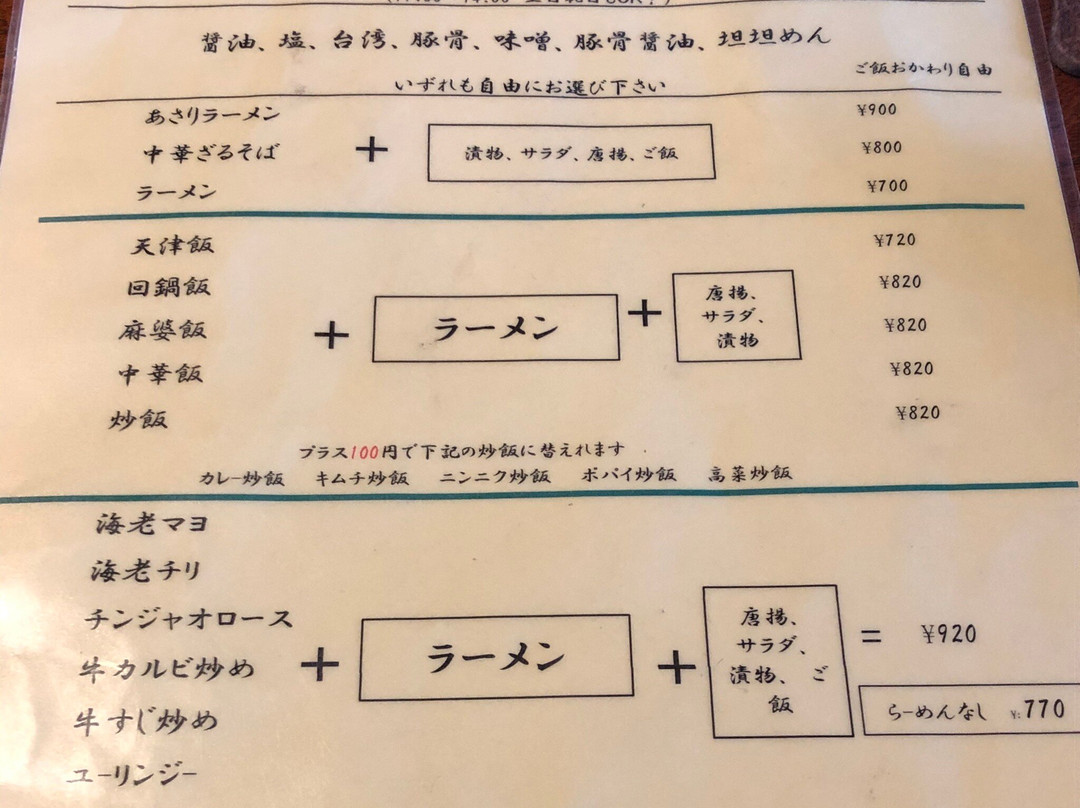 醤油、塩、台湾、豚骨、味噌、豚骨醤油、坦坦めん
いずれも自由にお選び下さい
ご飯おかわり自由
あさりラーメン ¥900
中華ざるそば + 漬物、サラダ、唐揚、ご飯 ¥800
ラーメン ¥700
天津飯 ¥720
回鍋飯 ¥820
麻婆飯 ¥820
中華飯 ¥820
炒飯 ¥820
+ ラーメン + 唐揚、
サラダ、
漬物
プラス100円で下記の炒飯に替えれます
カレー炒飯 キムチ炒飯 ニンニク炒飯 ポパイ炒飯 高菜炒飯
海老マヨ
海老チリ
チンジャオロース
牛カルビ炒め
牛すじ炒め
ユーリンジー
+ ラーメン + 唐揚、
サラダ、
漬物、ご
飯
= ¥920
らーめんなし ¥:770